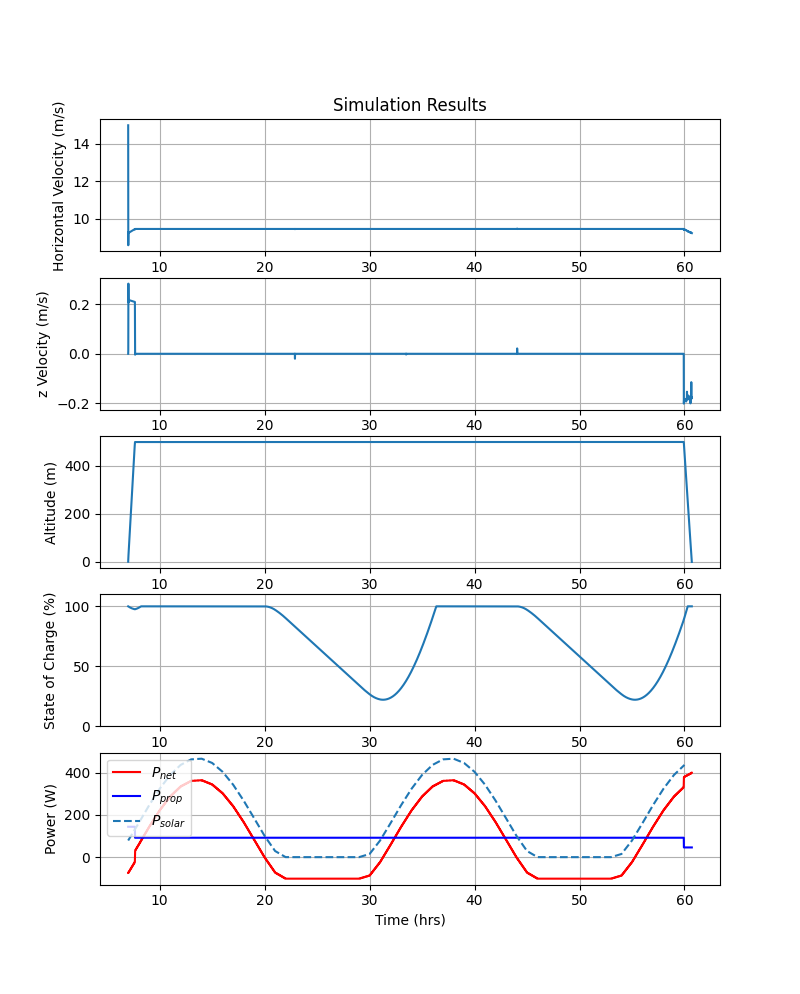 Simulation Results
Horizontal Velocity (m/s)
14
12
10
10 20 30 40 50 60
z Velocity (m/s)
0.2
0.0
−0.2
10 20 30 40 50 60
Altitude (m)
400
200
0
10 20 30 40 50 60
State of Charge (%)
100
50
0
10 20 30 40 50 60
Power (W)
400
200
0
P_net
P_prop
P_solar
10 20 30 40 50 60
Time (hrs)